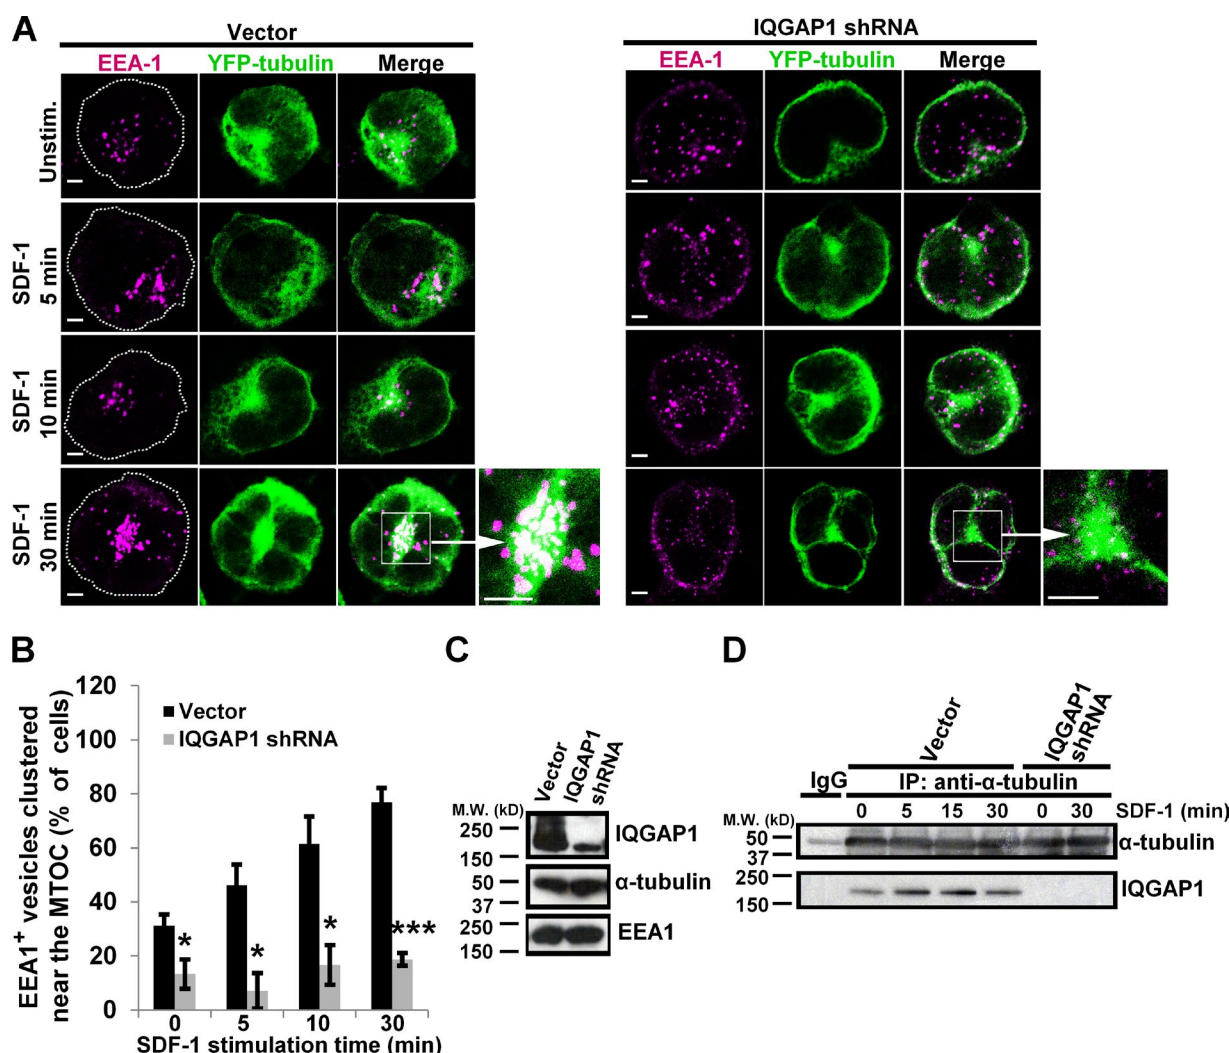 A
Vector
EEA-1 YFP-tubulin Merge
IQGAP1 shRNA
EEA-1 YFP-tubulin Merge
Unstim.
SDF-1
5 min
SDF-1
10 min
SDF-1
30 min
B
EEA1+ vesicles clustered
near the MTOC (% of cells)
120
100
80
60
40
20
0
Vector
IQGAP1 shRNA
* * * ***
0 5 10 30
SDF-1 stimulation time (min)
C
Vector
IQGAP1
shRNA
M.W. (kD)
250
150
IQGAP1
50
37
α-tubulin
250
150
EEA1
D
Vector
IQGAP1
shRNA
IgG IP: anti-α-tubulin
0 5 15 30 0 30 SDF-1 (min)
M.W. (kD)
50
37
α-tubulin
250
150
IQGAP1